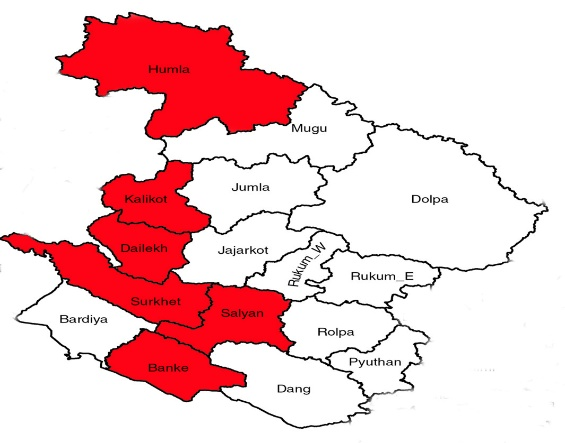 Humla
Mugu
Jumla
Kalikot
Dolpa
Dailekh
Jajarkot
Rukum_W
Rukum_E
Surkhet
Salyan
Bardiya
Rolpa
Banke
Pyuthan
Dang